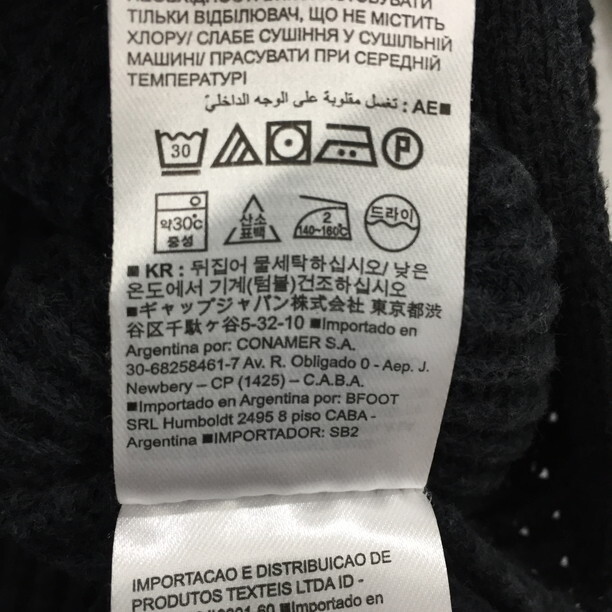 ТІЛЬКИ ВІДБІЛЮВАЧ, ЩО НЕ МІСТИТЬ
ХЛОРУ/ СЛАБЕ СУШІННЯ У СУШІЛЬНІЙ
МАШИНІ/ ПРАСУВАТИ ПРИ СЕРЕДНІЙ
ТЕМПЕРАТУРІ
■AE : تغسل مقلوبة على الوجه الداخليّ
30 P
약30℃ 중성 산소 표백 2 140~160℃ 드라이
■ KR : 뒤집어 물세탁하십시오/ 낮은
온도에서 기계(텀블)건조하십시오
■ギャップジャパン株式会社 東京都渋
谷区千駄ヶ谷5-32-10 ■Importado en
Argentina por: CONAMER S.A.
30-68258461-7 Av. R. Obligado 0 - Aep. J.
Newbery – CP (1425) – C.A.B.A.
■Importado en Argentina por: BFOOT
SRL Humboldt 2495 8 piso CABA -
Argentina ■IMPORTADOR: SB2
IMPORTACAO E DISTRIBUICAO DE
PRODUTOS TEXTEIS LTDA ID -
■Importado en